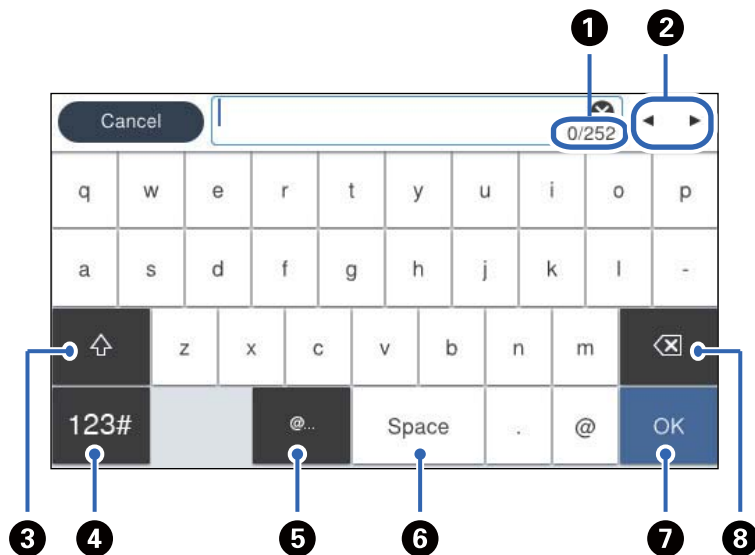 1 2
Cancel 0/252 ◀ ▶
q w e r t y u i o p
a s d f g h j k l -
z x c v b n m
123# @... Space . @ OK
3 4 5 6 7 8